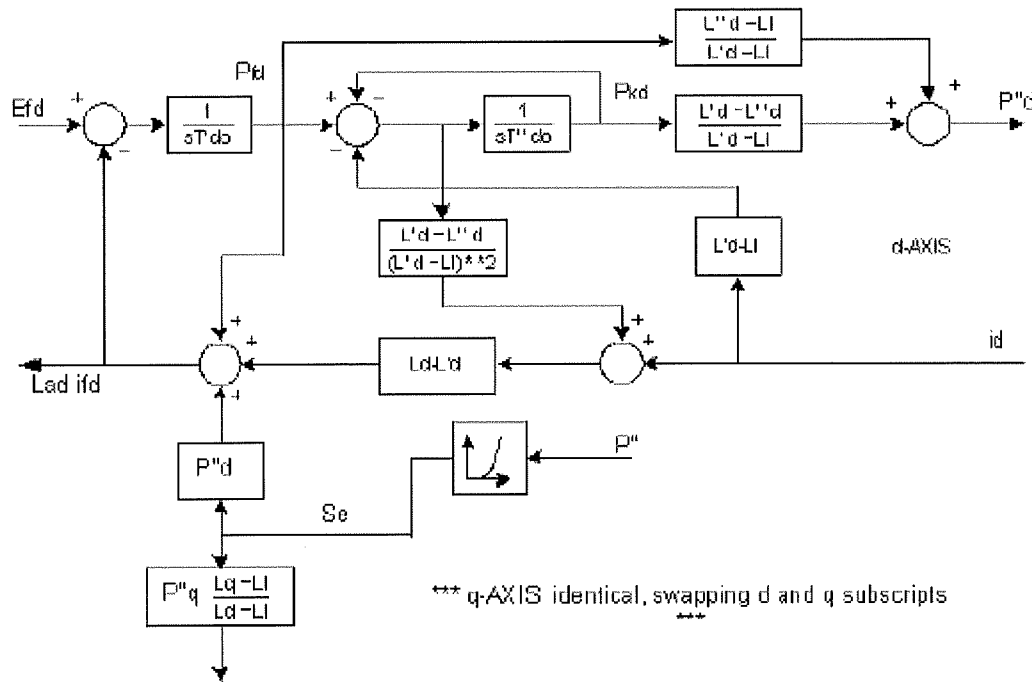 L''d -Ll
L'd -Ll
Efd
+
−
Pfd
1
sT'do
+
−
−
1
sT''do
Pkd
L'd -L''d
L'd -Ll
+
+
P''d
L'd -L''d
(L'd -Ll)**2
L'd-Ll
d-AXIS
+
+
+
Lad ifd
Ld-L'd
+
+
id
P''d
P''
Se
P''q
Lq -Ll
Ld -Ll
*** q-AXIS identical, swapping d and q subscripts
***